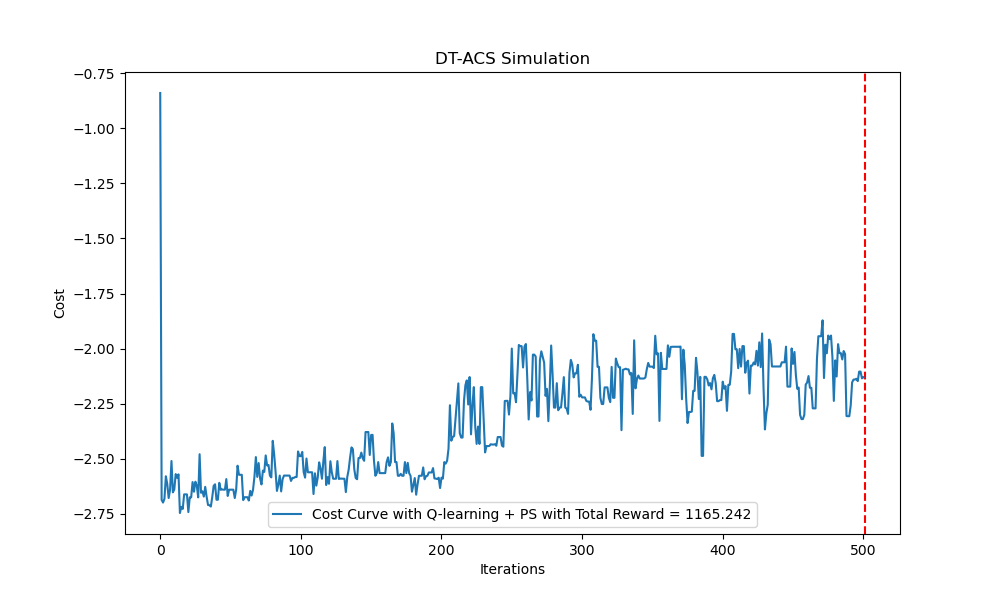 DT-ACS Simulation
−0.75
−1.00
−1.25
−1.50
−1.75
−2.00
−2.25
−2.50
−2.75
Cost
Cost Curve with Q-learning + PS with Total Reward = 1165.242
0 100 200 300 400 500
Iterations